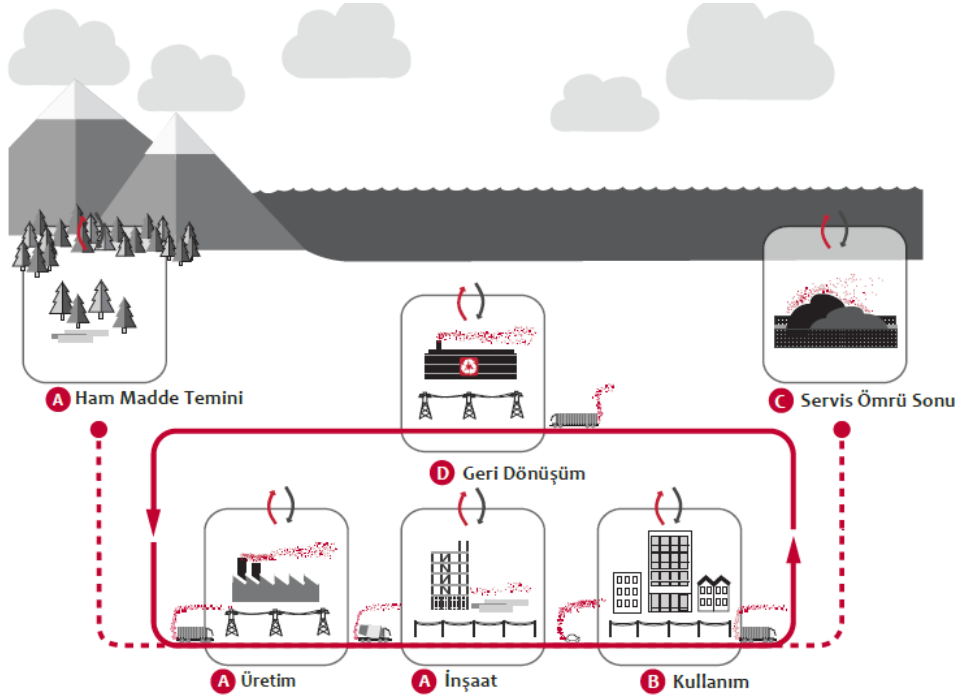 A Ham Madde Temini
C Servis Ömrü Sonu
D Geri Dönüşüm
A Üretim
A İnşaat
B Kullanım